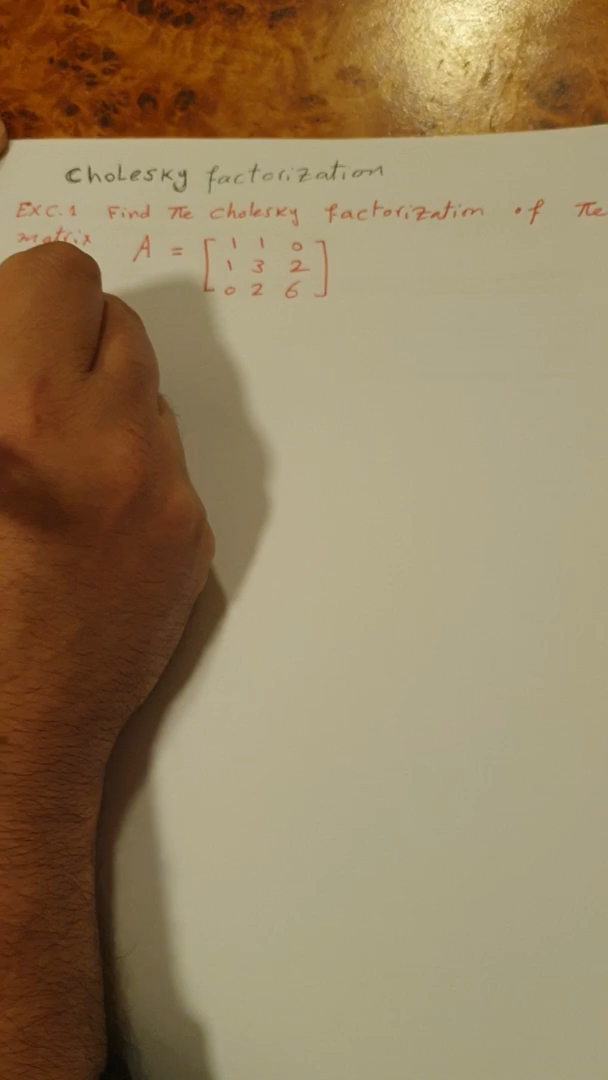 Cholesky factorization
Exc.1 Find the cholesky factorization of the
matrix A = [ 1 1 0
1 3 2
0 2 6 ]